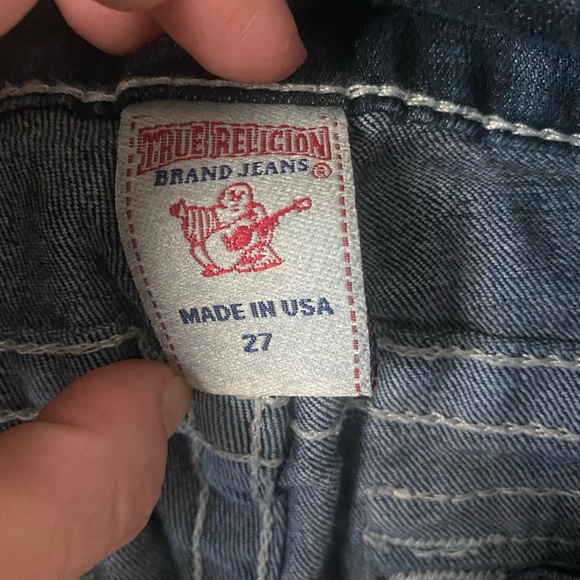 TRUE RELIGION
BRAND JEANS®
MADE IN USA
27